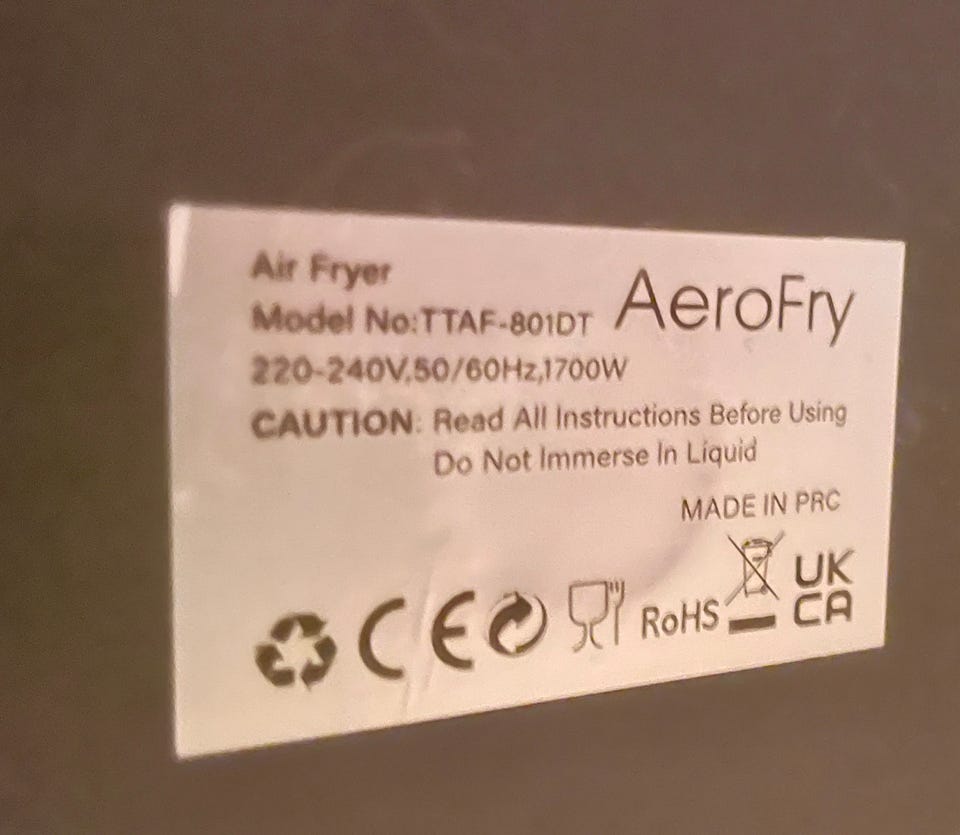 Air Fryer
AeroFry
Model No:TTAF-801DT
220-240V,50/60Hz,1700W
CAUTION: Read All Instructions Before Using
Do Not Immerse In Liquid
MADE IN PRC
CE
RoHS
UK
CA